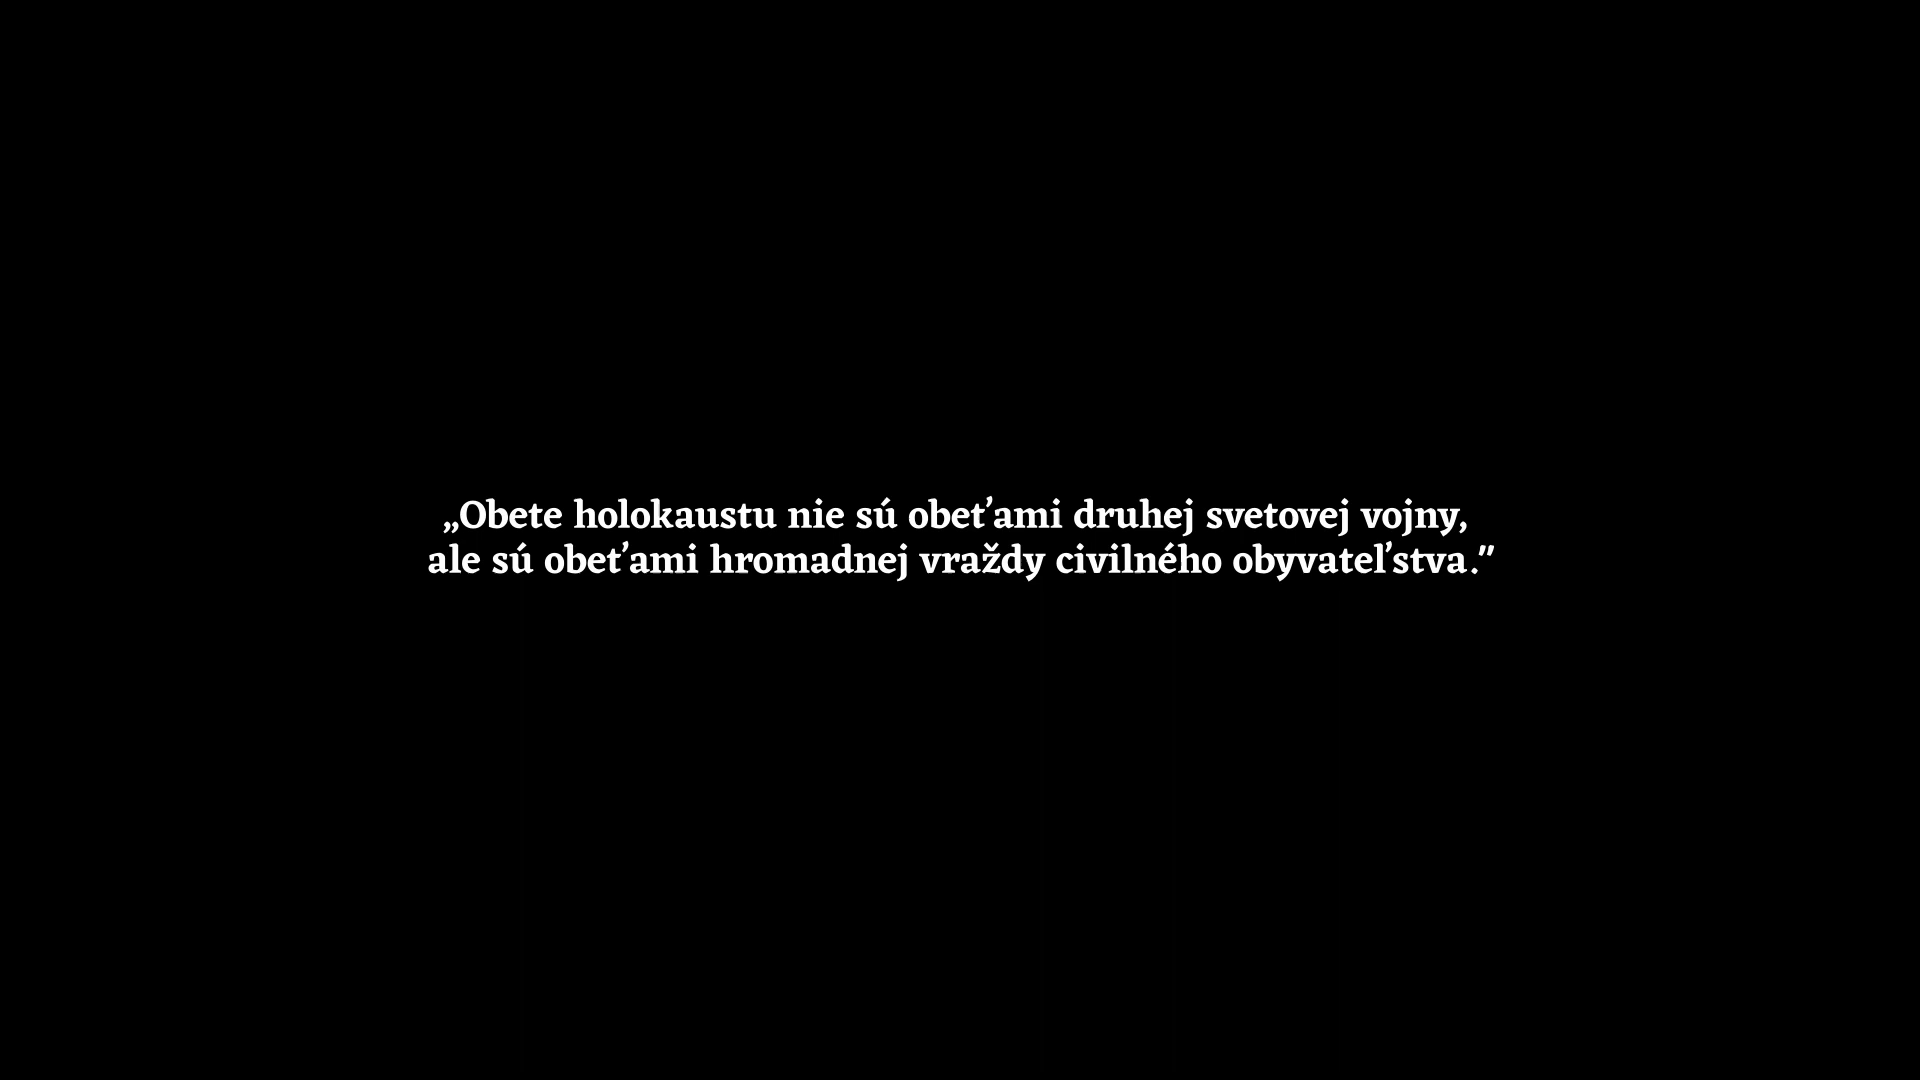 „Obete holokaustu nie sú obeťami druhej svetovej vojny,
ale sú obeťami hromadnej vraždy civilného obyvateľstva."